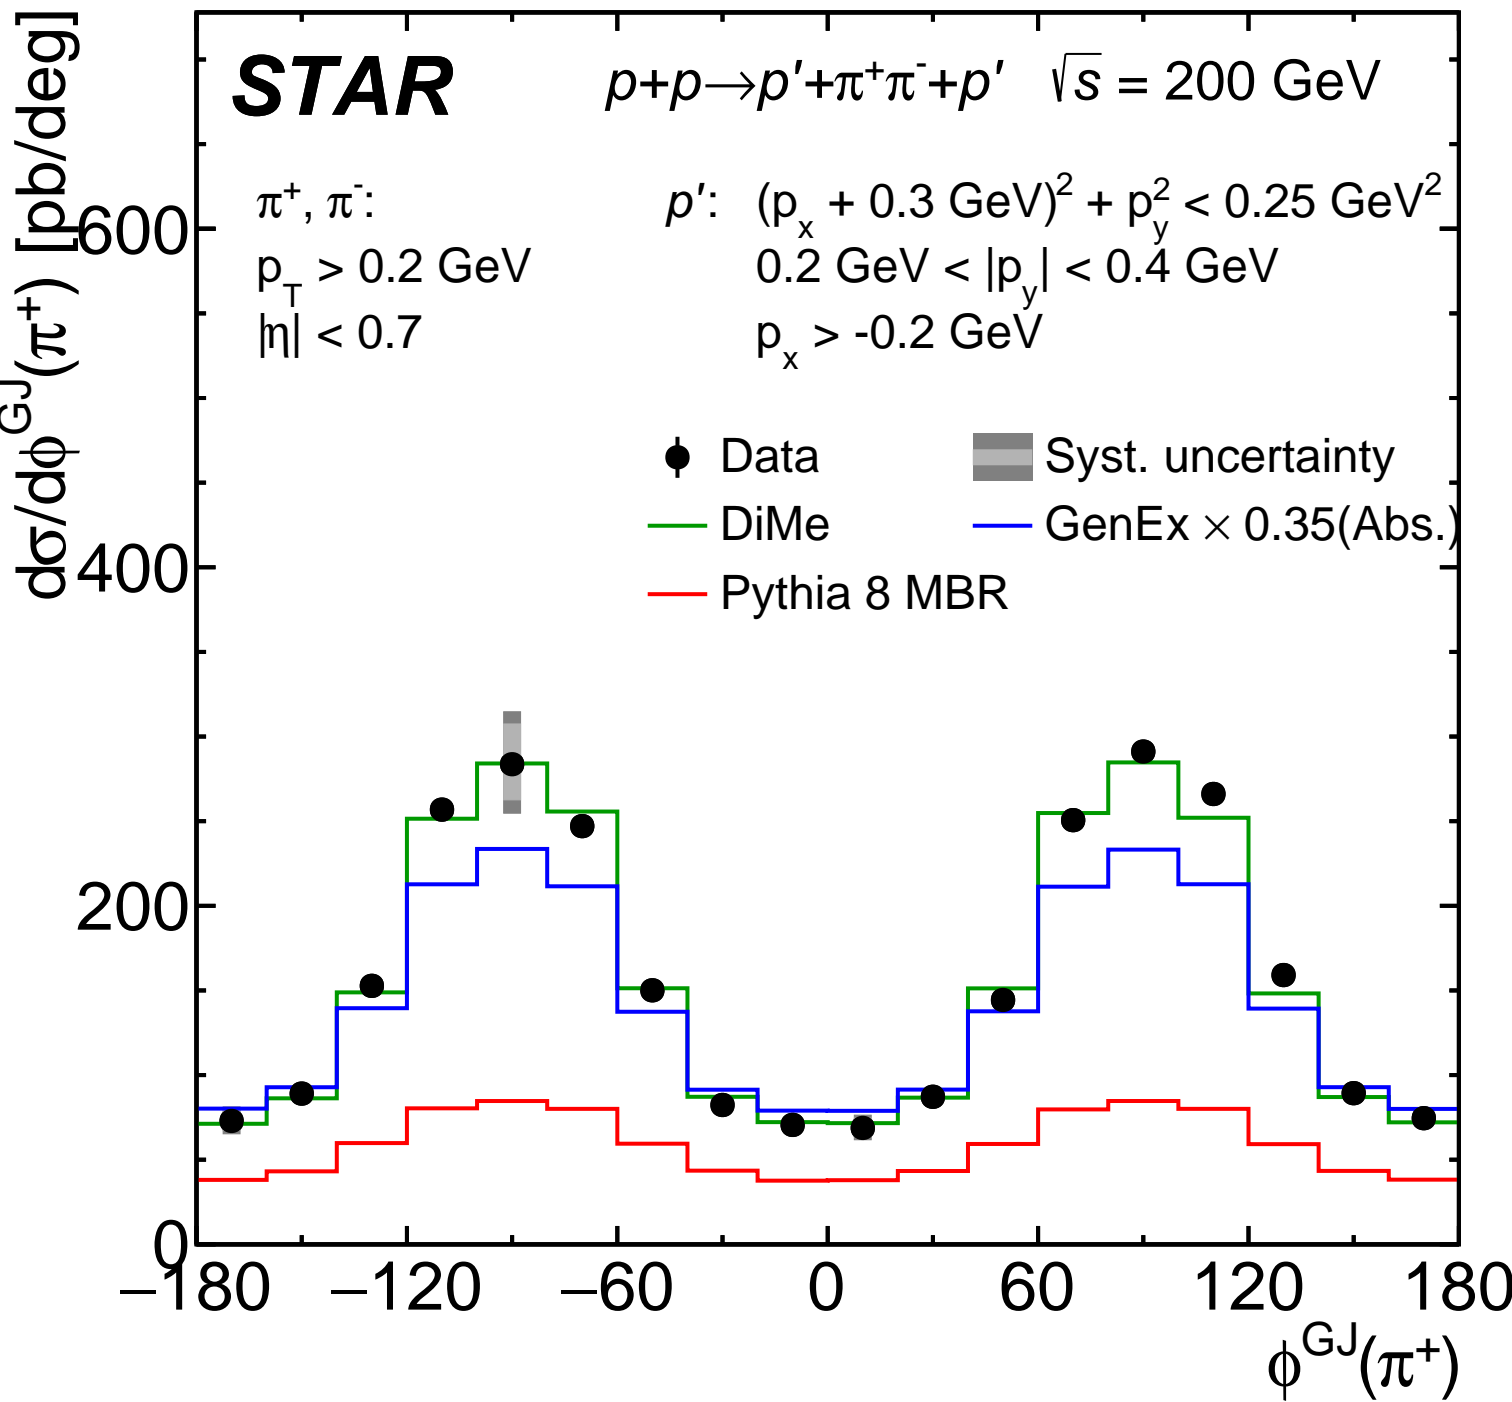 STAR p+p→p′+π⁺π⁻+p′ √s = 200 GeV
π⁺, π⁻: p′: (pₓ + 0.3 GeV)² + p_y² < 0.25 GeV²
p_T > 0.2 GeV 0.2 GeV < |p_y| < 0.4 GeV
|η| < 0.7 pₓ > -0.2 GeV
Data Syst. uncertainty
DiMe GenEx × 0.35(Abs.)
Pythia 8 MBR
dσ/dϕ^GJ(π⁺) [pb/deg]
600
400
200
0
−180 −120 −60 0 60 120 180
ϕ^GJ(π⁺)